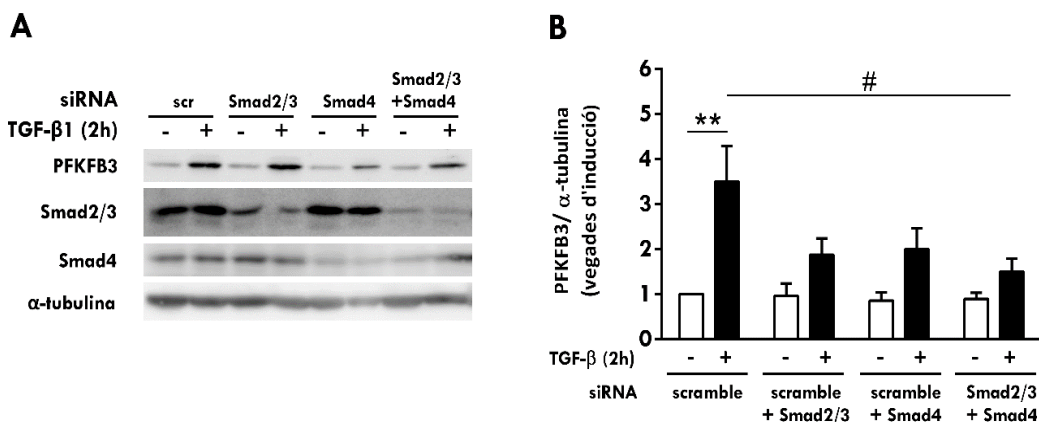 A
siRNA
scr
Smad2/3
Smad4
Smad2/3
+Smad4
TGF-β1 (2h)
- + - + - + - +
PFKFB3
Smad2/3
Smad4
α-tubulina
B
PFKFB3/ α-tubulina
(vegades d'inducció)
6
5
4
3
2
1
0
**
#
TGF-β (2h)
- + - + - + - +
siRNA
scramble
scramble
+ Smad2/3
scramble
+ Smad4
Smad2/3
+ Smad4